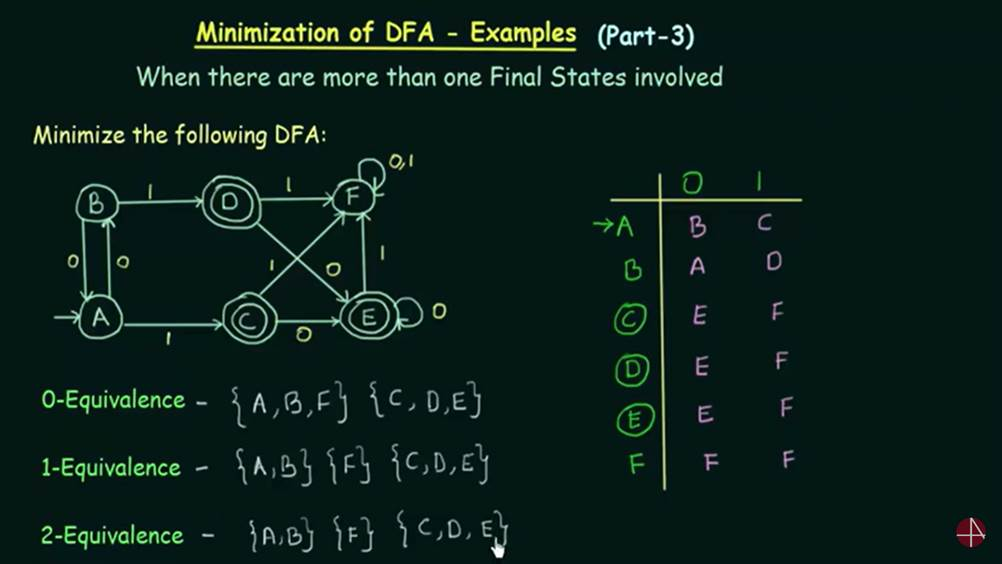 Minimization of DFA - Examples (Part-3)
When there are more than one Final States involved
Minimize the following DFA:
B 1 D 1 F 0,1
0 0 1 0 1
A 1 C 0 E 0
0-Equivalence - {A, B, F} {C, D, E}
1-Equivalence - {A, B} {F} {C, D, E}
2-Equivalence - {A, B} {F} {C, D, E}
0 1
→A B C
B A D
C E F
D E F
E E F
F F F